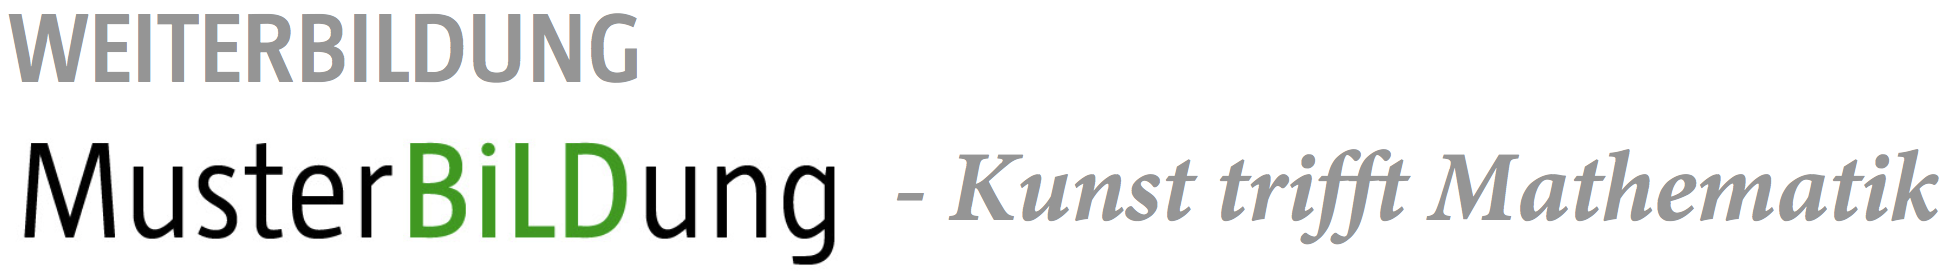 WEITERBILDUNG
MusterBiLDung - Kunst trifft Mathematik